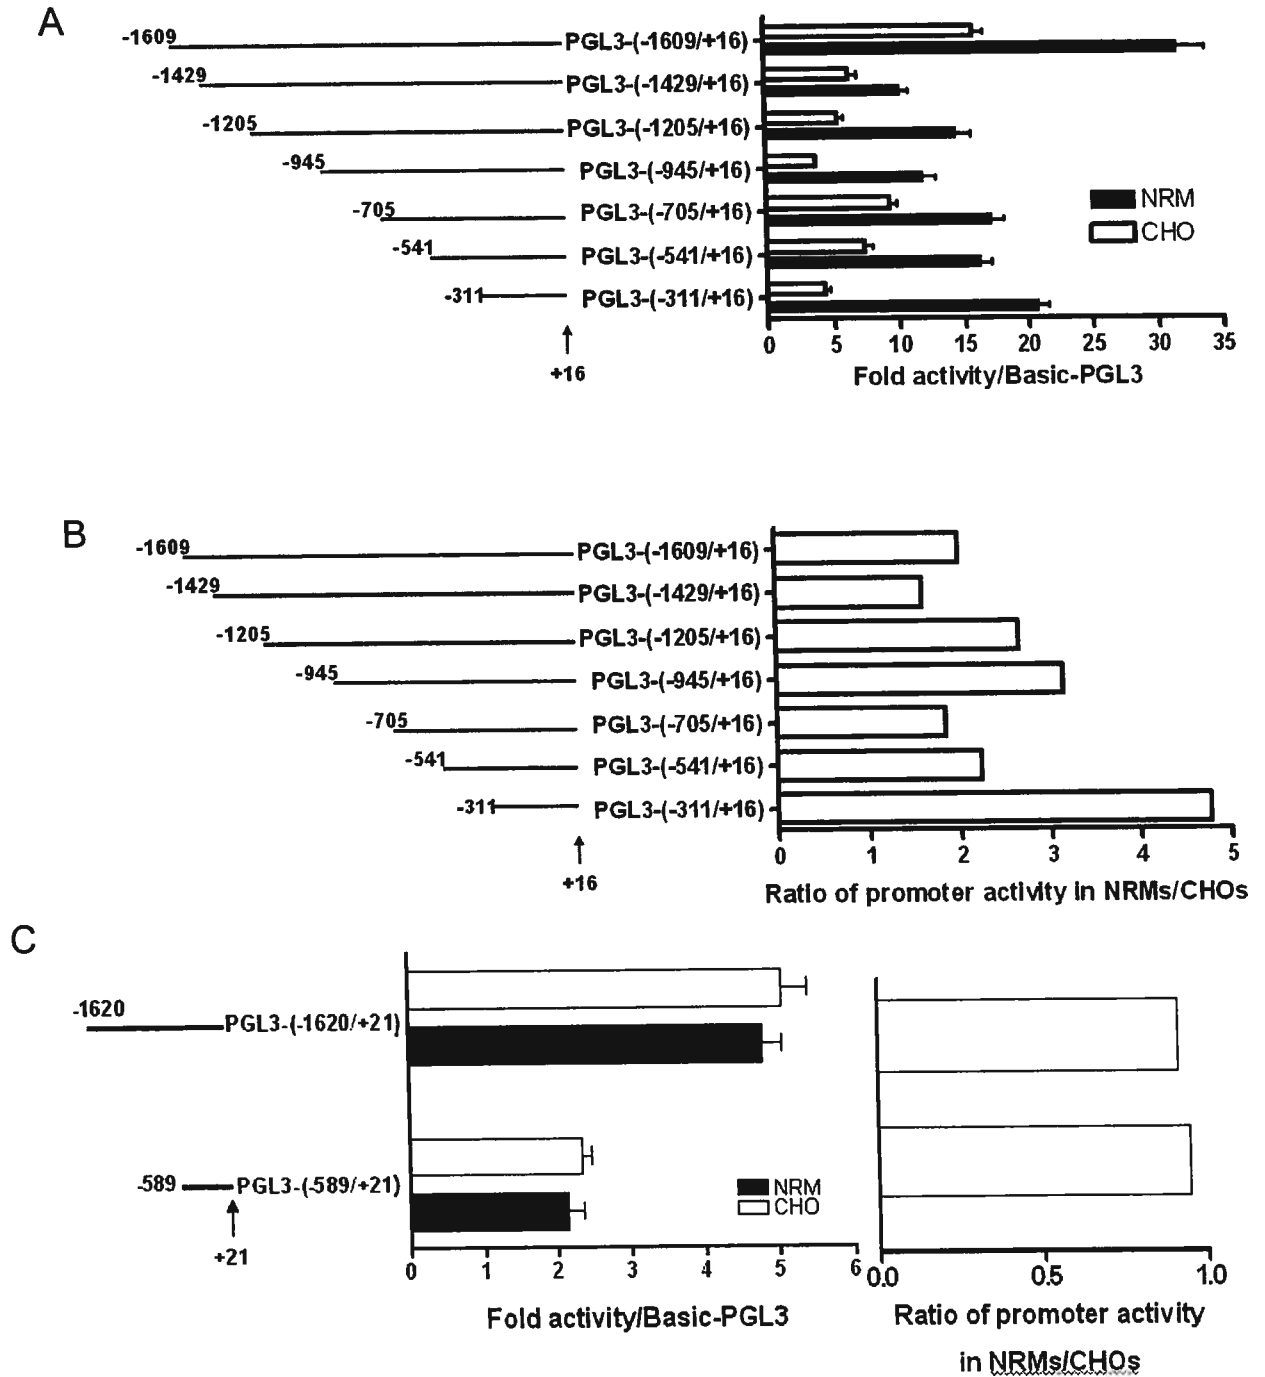 A
-1609 PGL3-(-1609/+16)
-1429 PGL3-(-1429/+16)
-1205 PGL3-(-1205/+16)
-945 PGL3-(-945/+16)
-705 PGL3-(-705/+16)
-541 PGL3-(-541/+16)
-311 PGL3-(-311/+16)
+16
NRM
CHO
0 5 10 15 20 25 30 35
Fold activity/Basic-PGL3
B
-1609 PGL3-(-1609/+16)
-1429 PGL3-(-1429/+16)
-1205 PGL3-(-1205/+16)
-945 PGL3-(-945/+16)
-705 PGL3-(-705/+16)
-541 PGL3-(-541/+16)
-311 PGL3-(-311/+16)
+16
0 1 2 3 4 5
Ratio of promoter activity in NRMs/CHOs
C
-1620 PGL3-(-1620/+21)
-589 PGL3-(-589/+21)
+21
NRM
CHO
0 1 2 3 4 5 6
Fold activity/Basic-PGL3
0.0 0.5 1.0
Ratio of promoter activity
in NRMs/CHOs